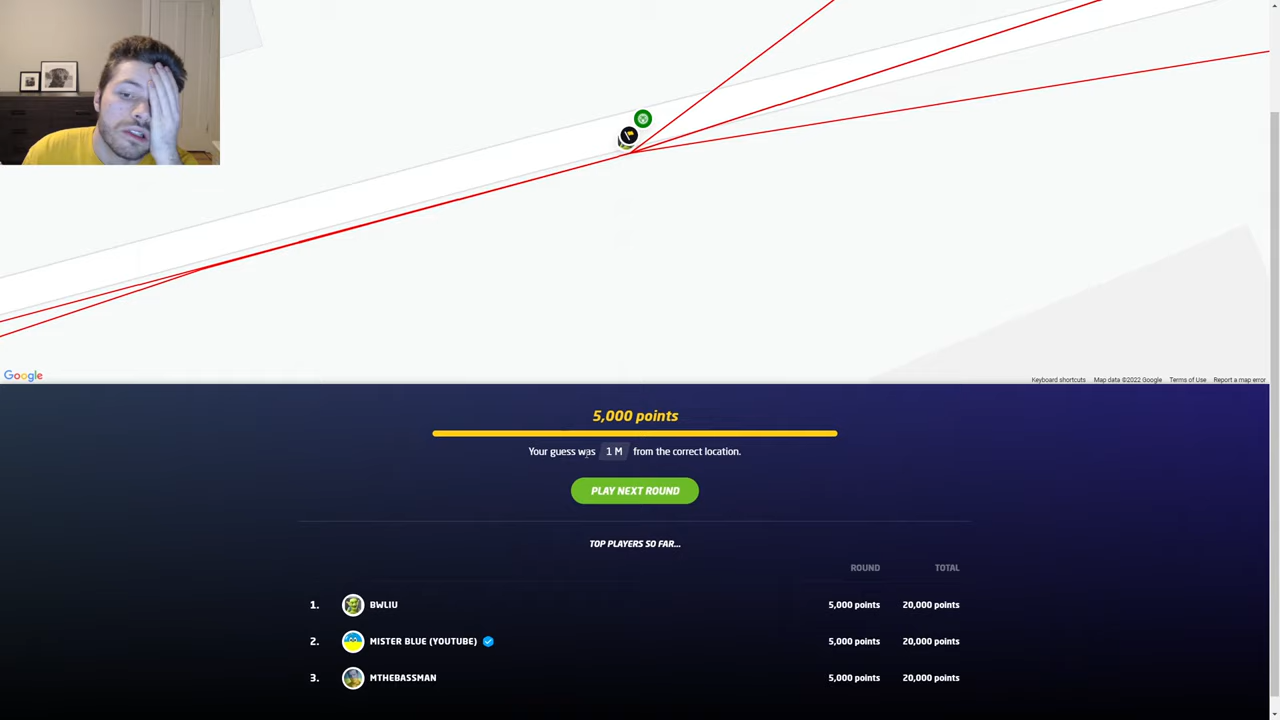 Google
Keyboard shortcuts Map data ©2022 Google Terms of Use Report a map error
5,000 points
Your guess was 1 M from the correct location.
PLAY NEXT ROUND
TOP PLAYERS SO FAR...
ROUND TOTAL
1. BWLIU 5,000 points 20,000 points
2. MISTER BLUE (YOUTUBE) 5,000 points 20,000 points
3. MTHEBASSMAN 5,000 points 20,000 points